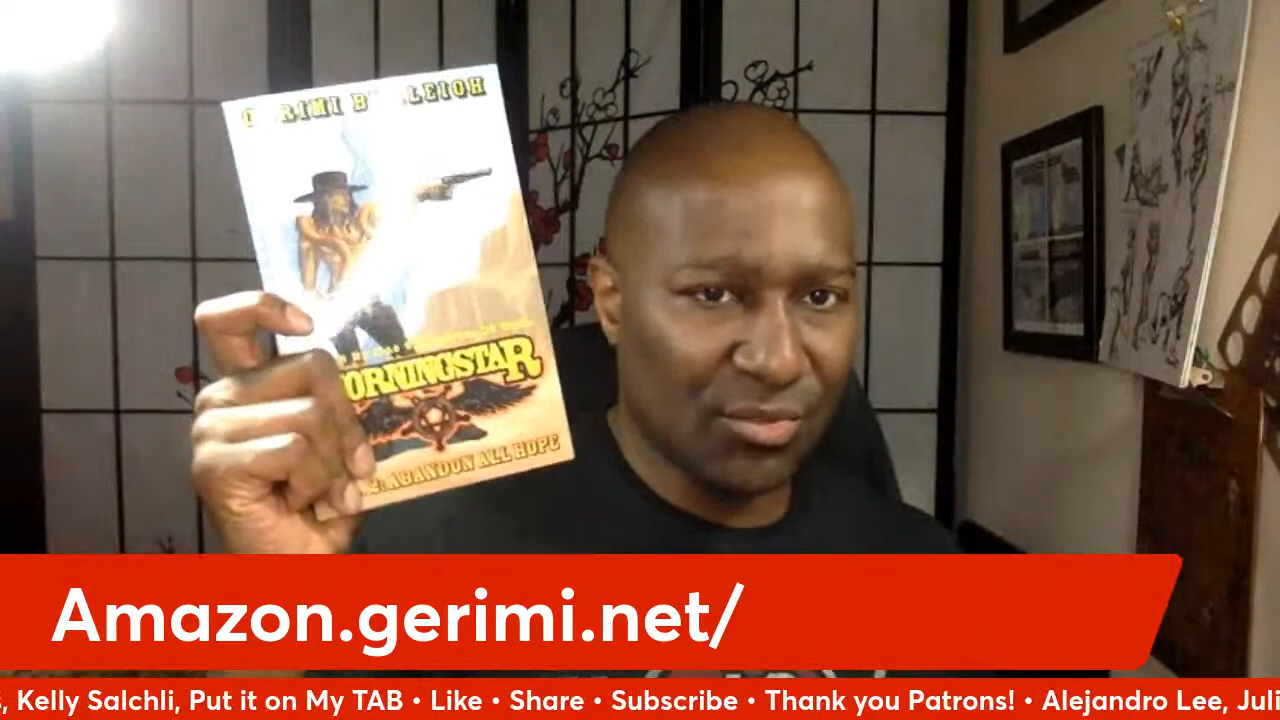 MORNINGSTAR
ABANDON ALL HOPE
Amazon.gerimi.net/
Kelly Salchli, Put it on My TAB • Like • Share • Subscribe • Thank you Patrons! • Alejandro Lee,